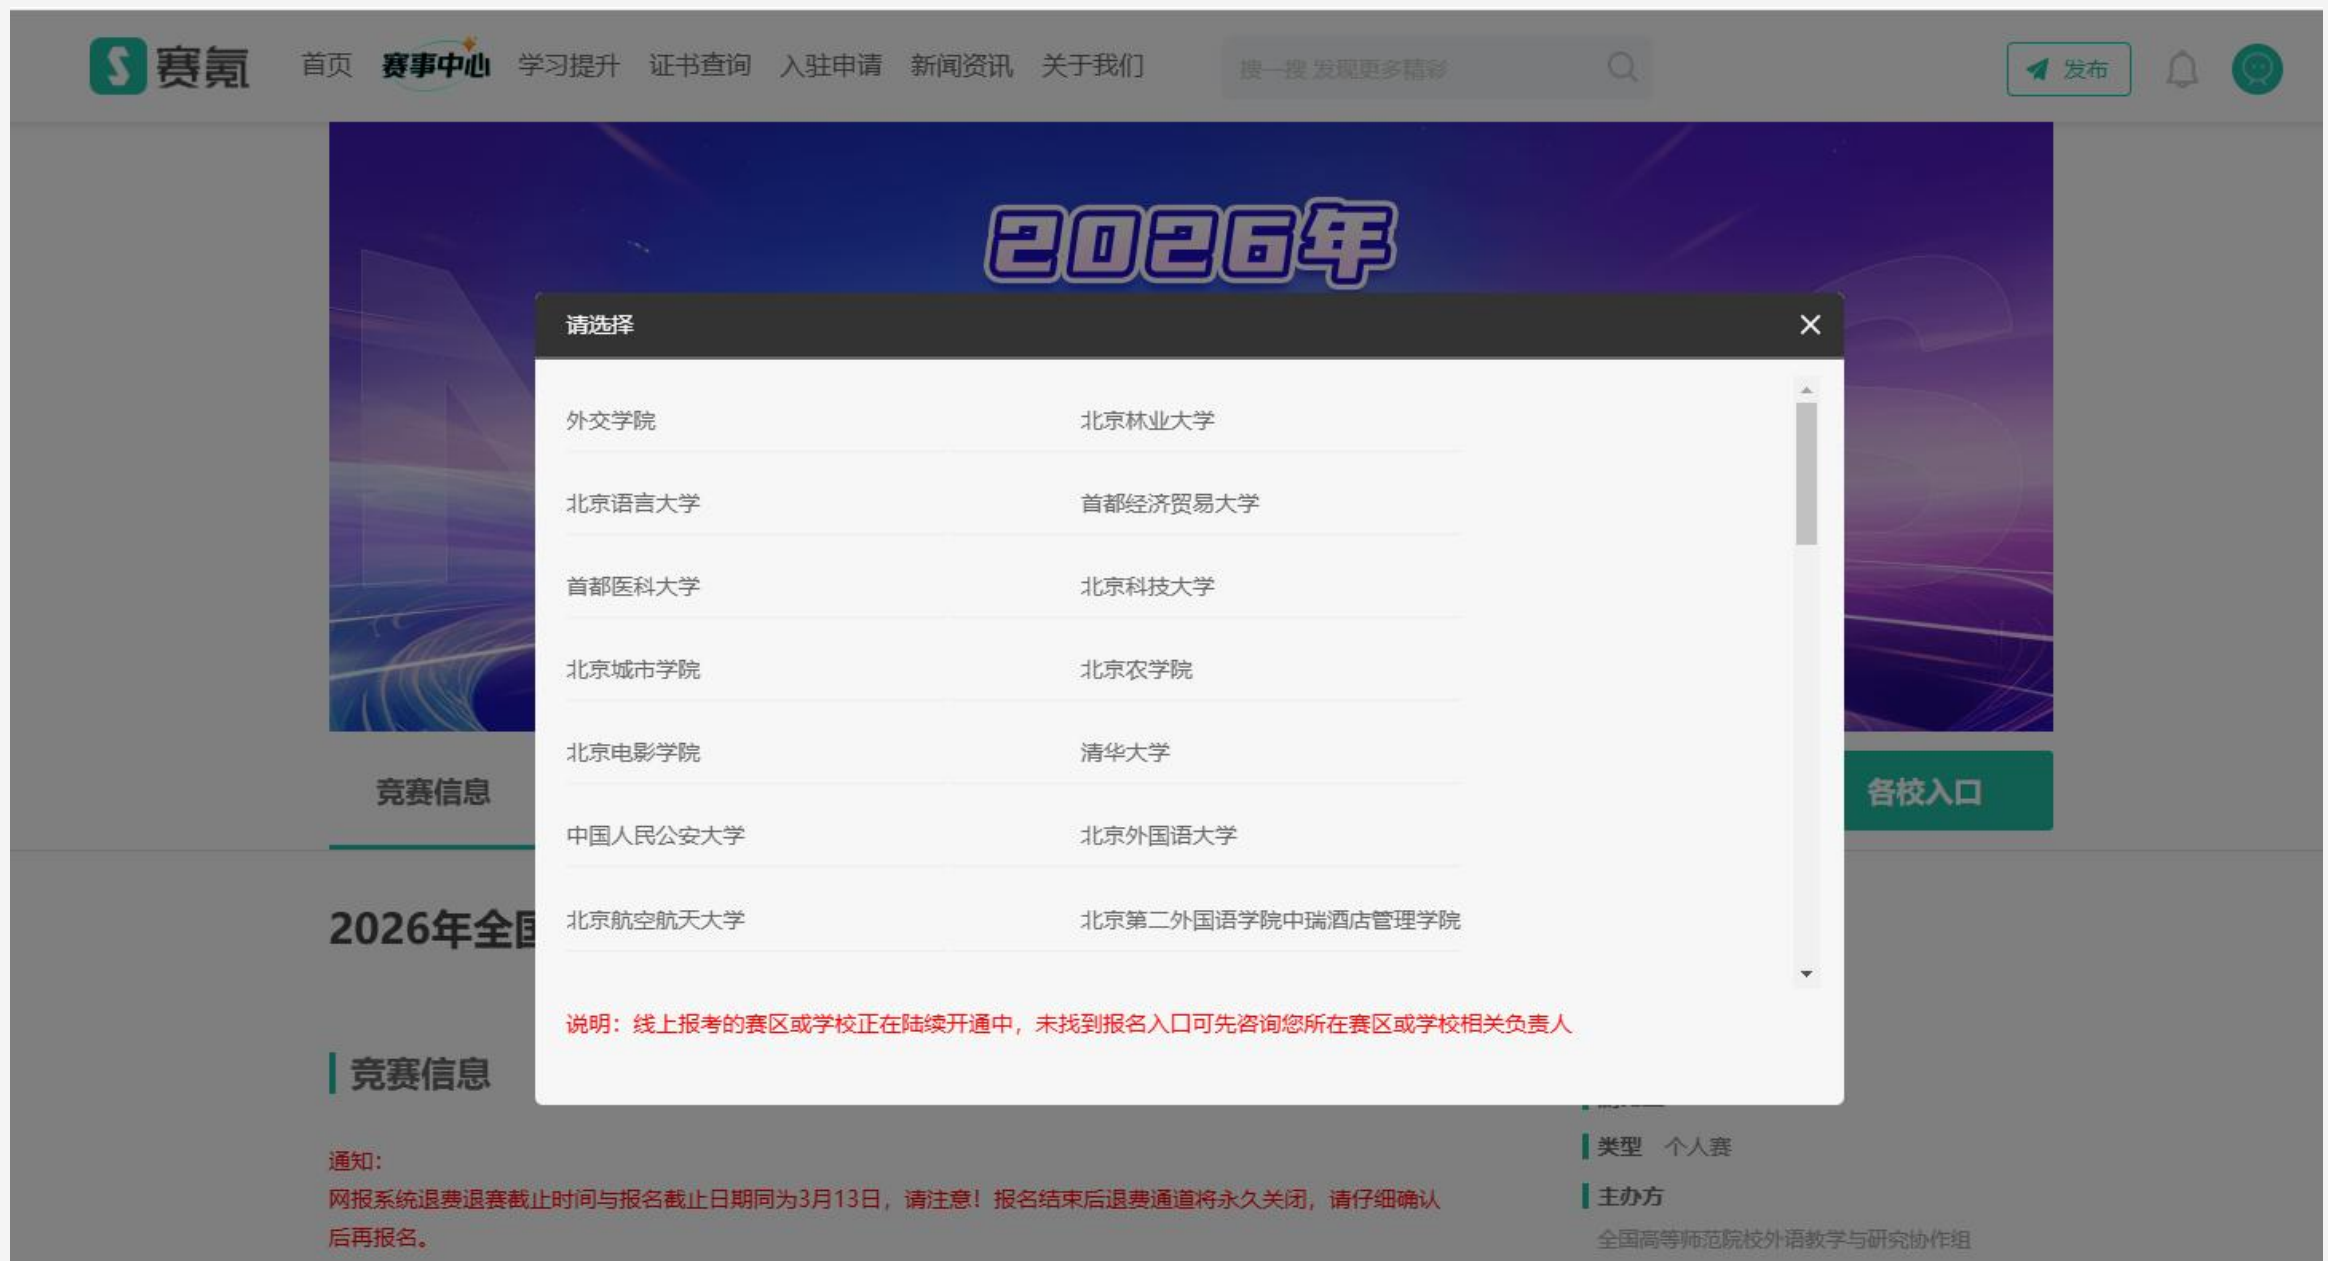 赛氪
首页 赛事中心 学习提升 证书查询 入驻申请 新闻资讯 关于我们 搜一搜 发现更多精彩 发布
2026年
请选择
外交学院 北京林业大学
北京语言大学 首都经济贸易大学
首都医科大学 北京科技大学
北京城市学院 北京农学院
北京电影学院 清华大学
竞赛信息 各校入口
中国人民公安大学 北京外国语大学
北京航空航天大学 北京第二外国语学院中瑞酒店管理学院
2026年全国
说明：线上报考的赛区或学校正在陆续开通中，未找到报名入口可先咨询您所在赛区或学校相关负责人
竞赛信息
类型 个人赛
通知：
网报系统退费退赛截止时间与报名截止日期同为3月13日，请注意！报名结束后退费通道将永久关闭，请仔细确认
后再报名。
主办方
全国高等师范院校外语教学与研究协作组